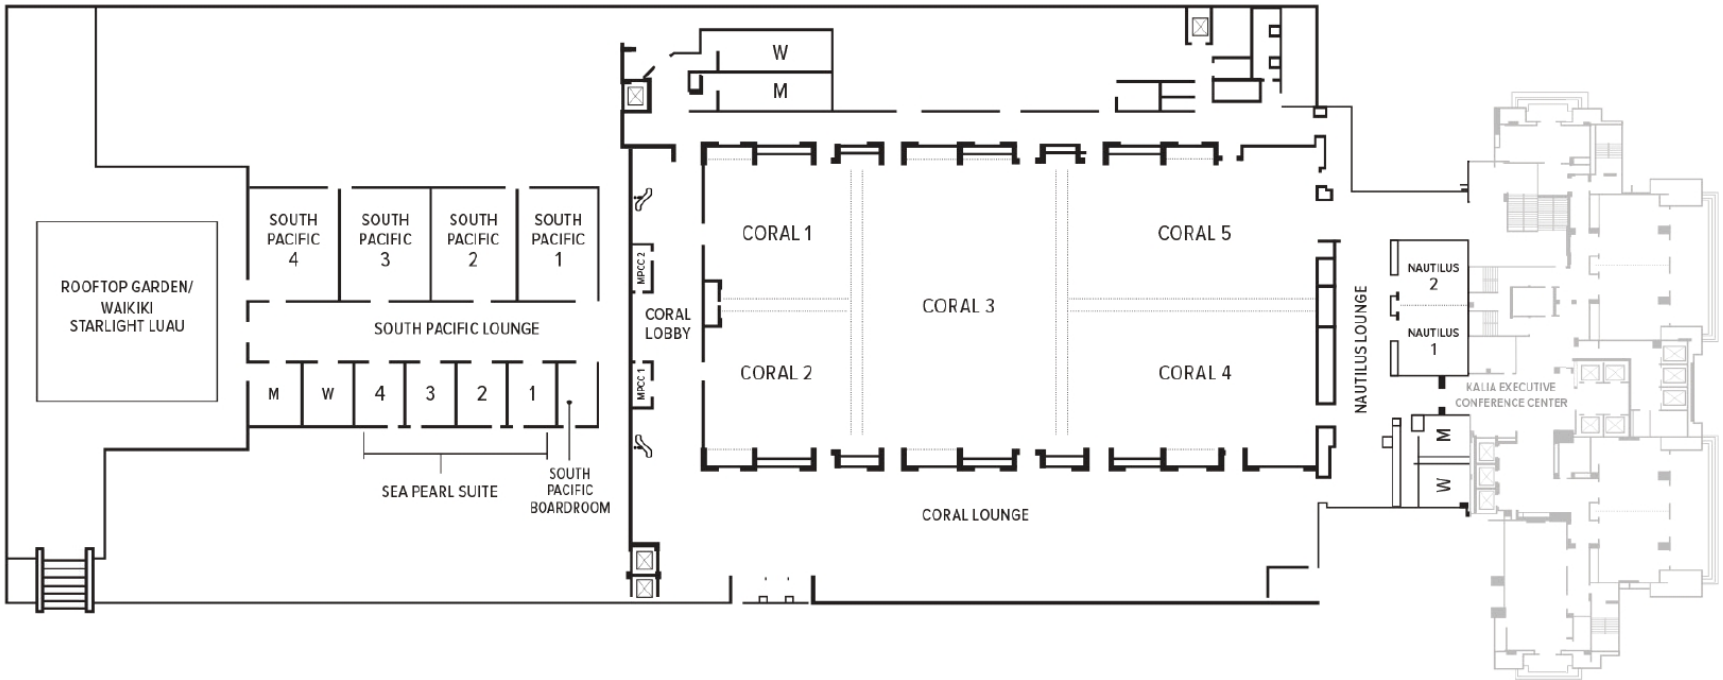 W
M
SOUTH
PACIFIC
4
SOUTH
PACIFIC
3
SOUTH
PACIFIC
2
SOUTH
PACIFIC
1
ROOFTOP GARDEN/
WAIKIKI
STARLIGHT LUAU
SOUTH PACIFIC LOUNGE
M
W
4
3
2
1
SEA PEARL SUITE
SOUTH
PACIFIC
BOARDROOM
MPCC 2
CORAL
LOBBY
MPCC 1
CORAL 1
CORAL 2
CORAL 3
CORAL 5
CORAL 4
CORAL LOUNGE
NAUTILUS LOUNGE
NAUTILUS
2
NAUTILUS
1
KALIA EXECUTIVE
CONFERENCE CENTER
M
W